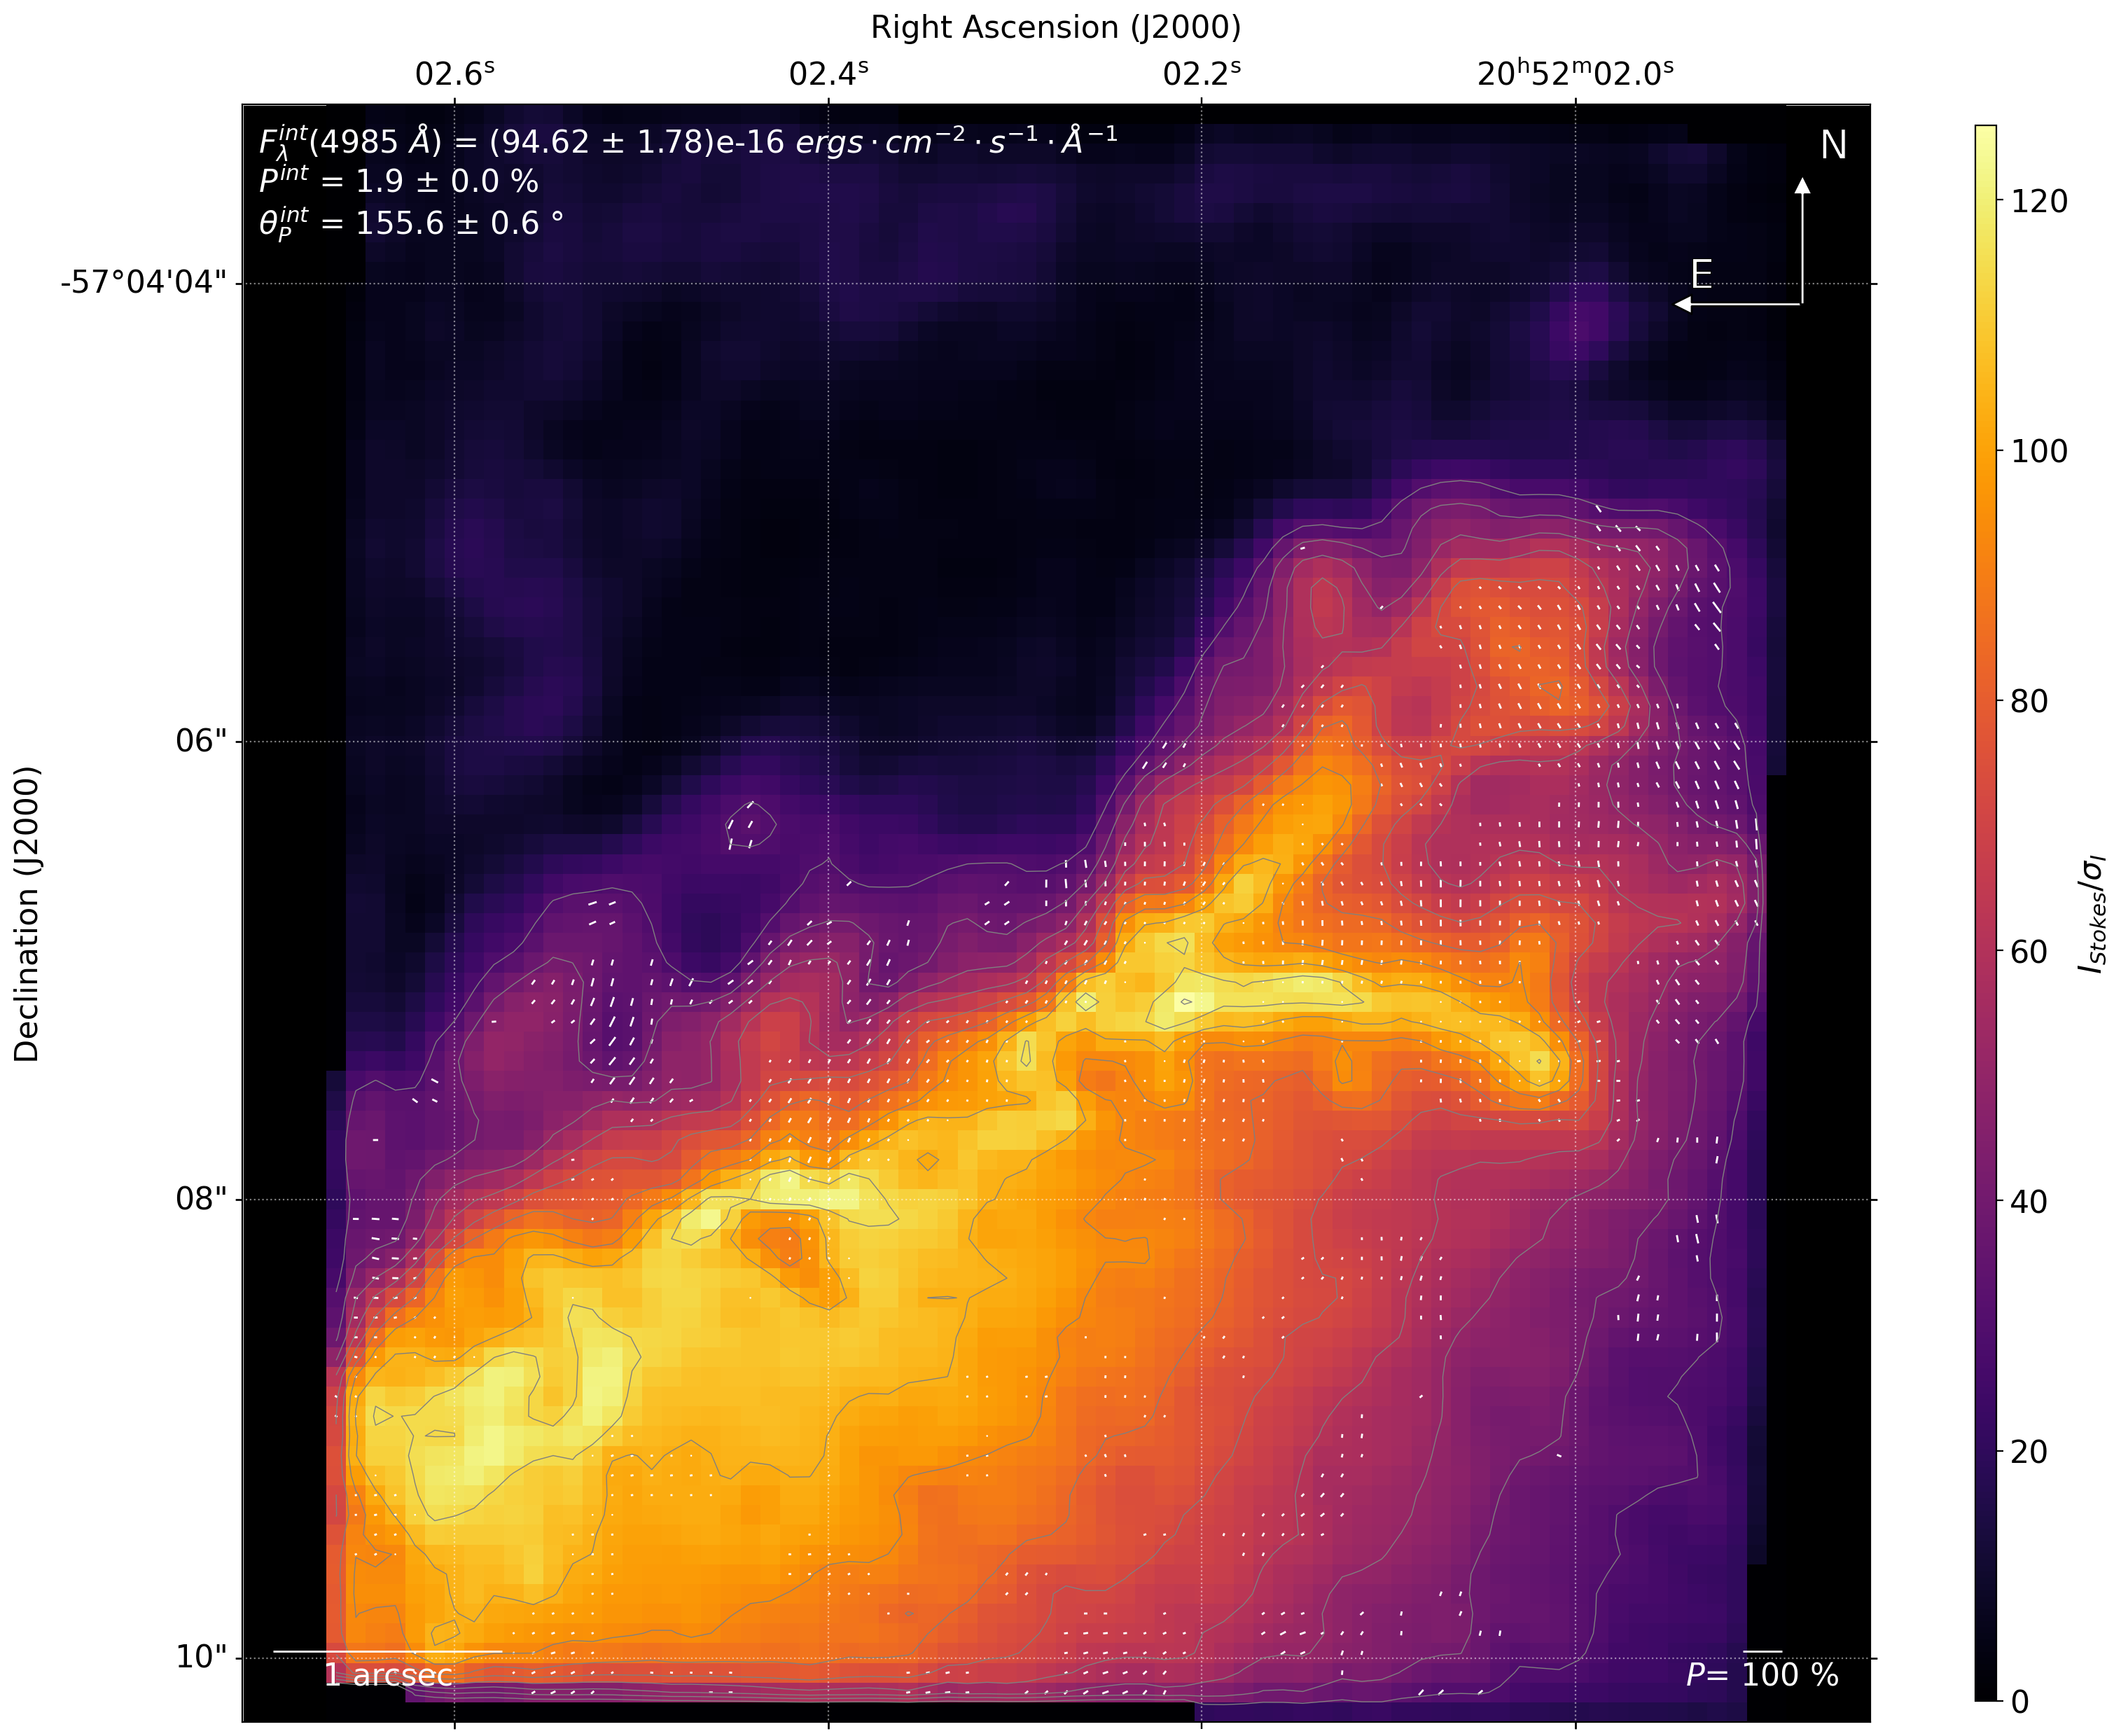 Right Ascension (J2000)
02.6s 02.4s 02.2s 20h52m02.0s
F_λ^int(4985 Å) = (94.62 ± 1.78)e-16 ergs·cm^−2·s^−1·Å^−1
P^int = 1.9 ± 0.0 %
θ_P^int = 155.6 ± 0.6 °
N
E
-57°04'04"
06"
08"
10"
Declination (J2000)
1 arcsec
P= 100 %
120
100
80
60
40
20
0
I_Stokes/σ_I